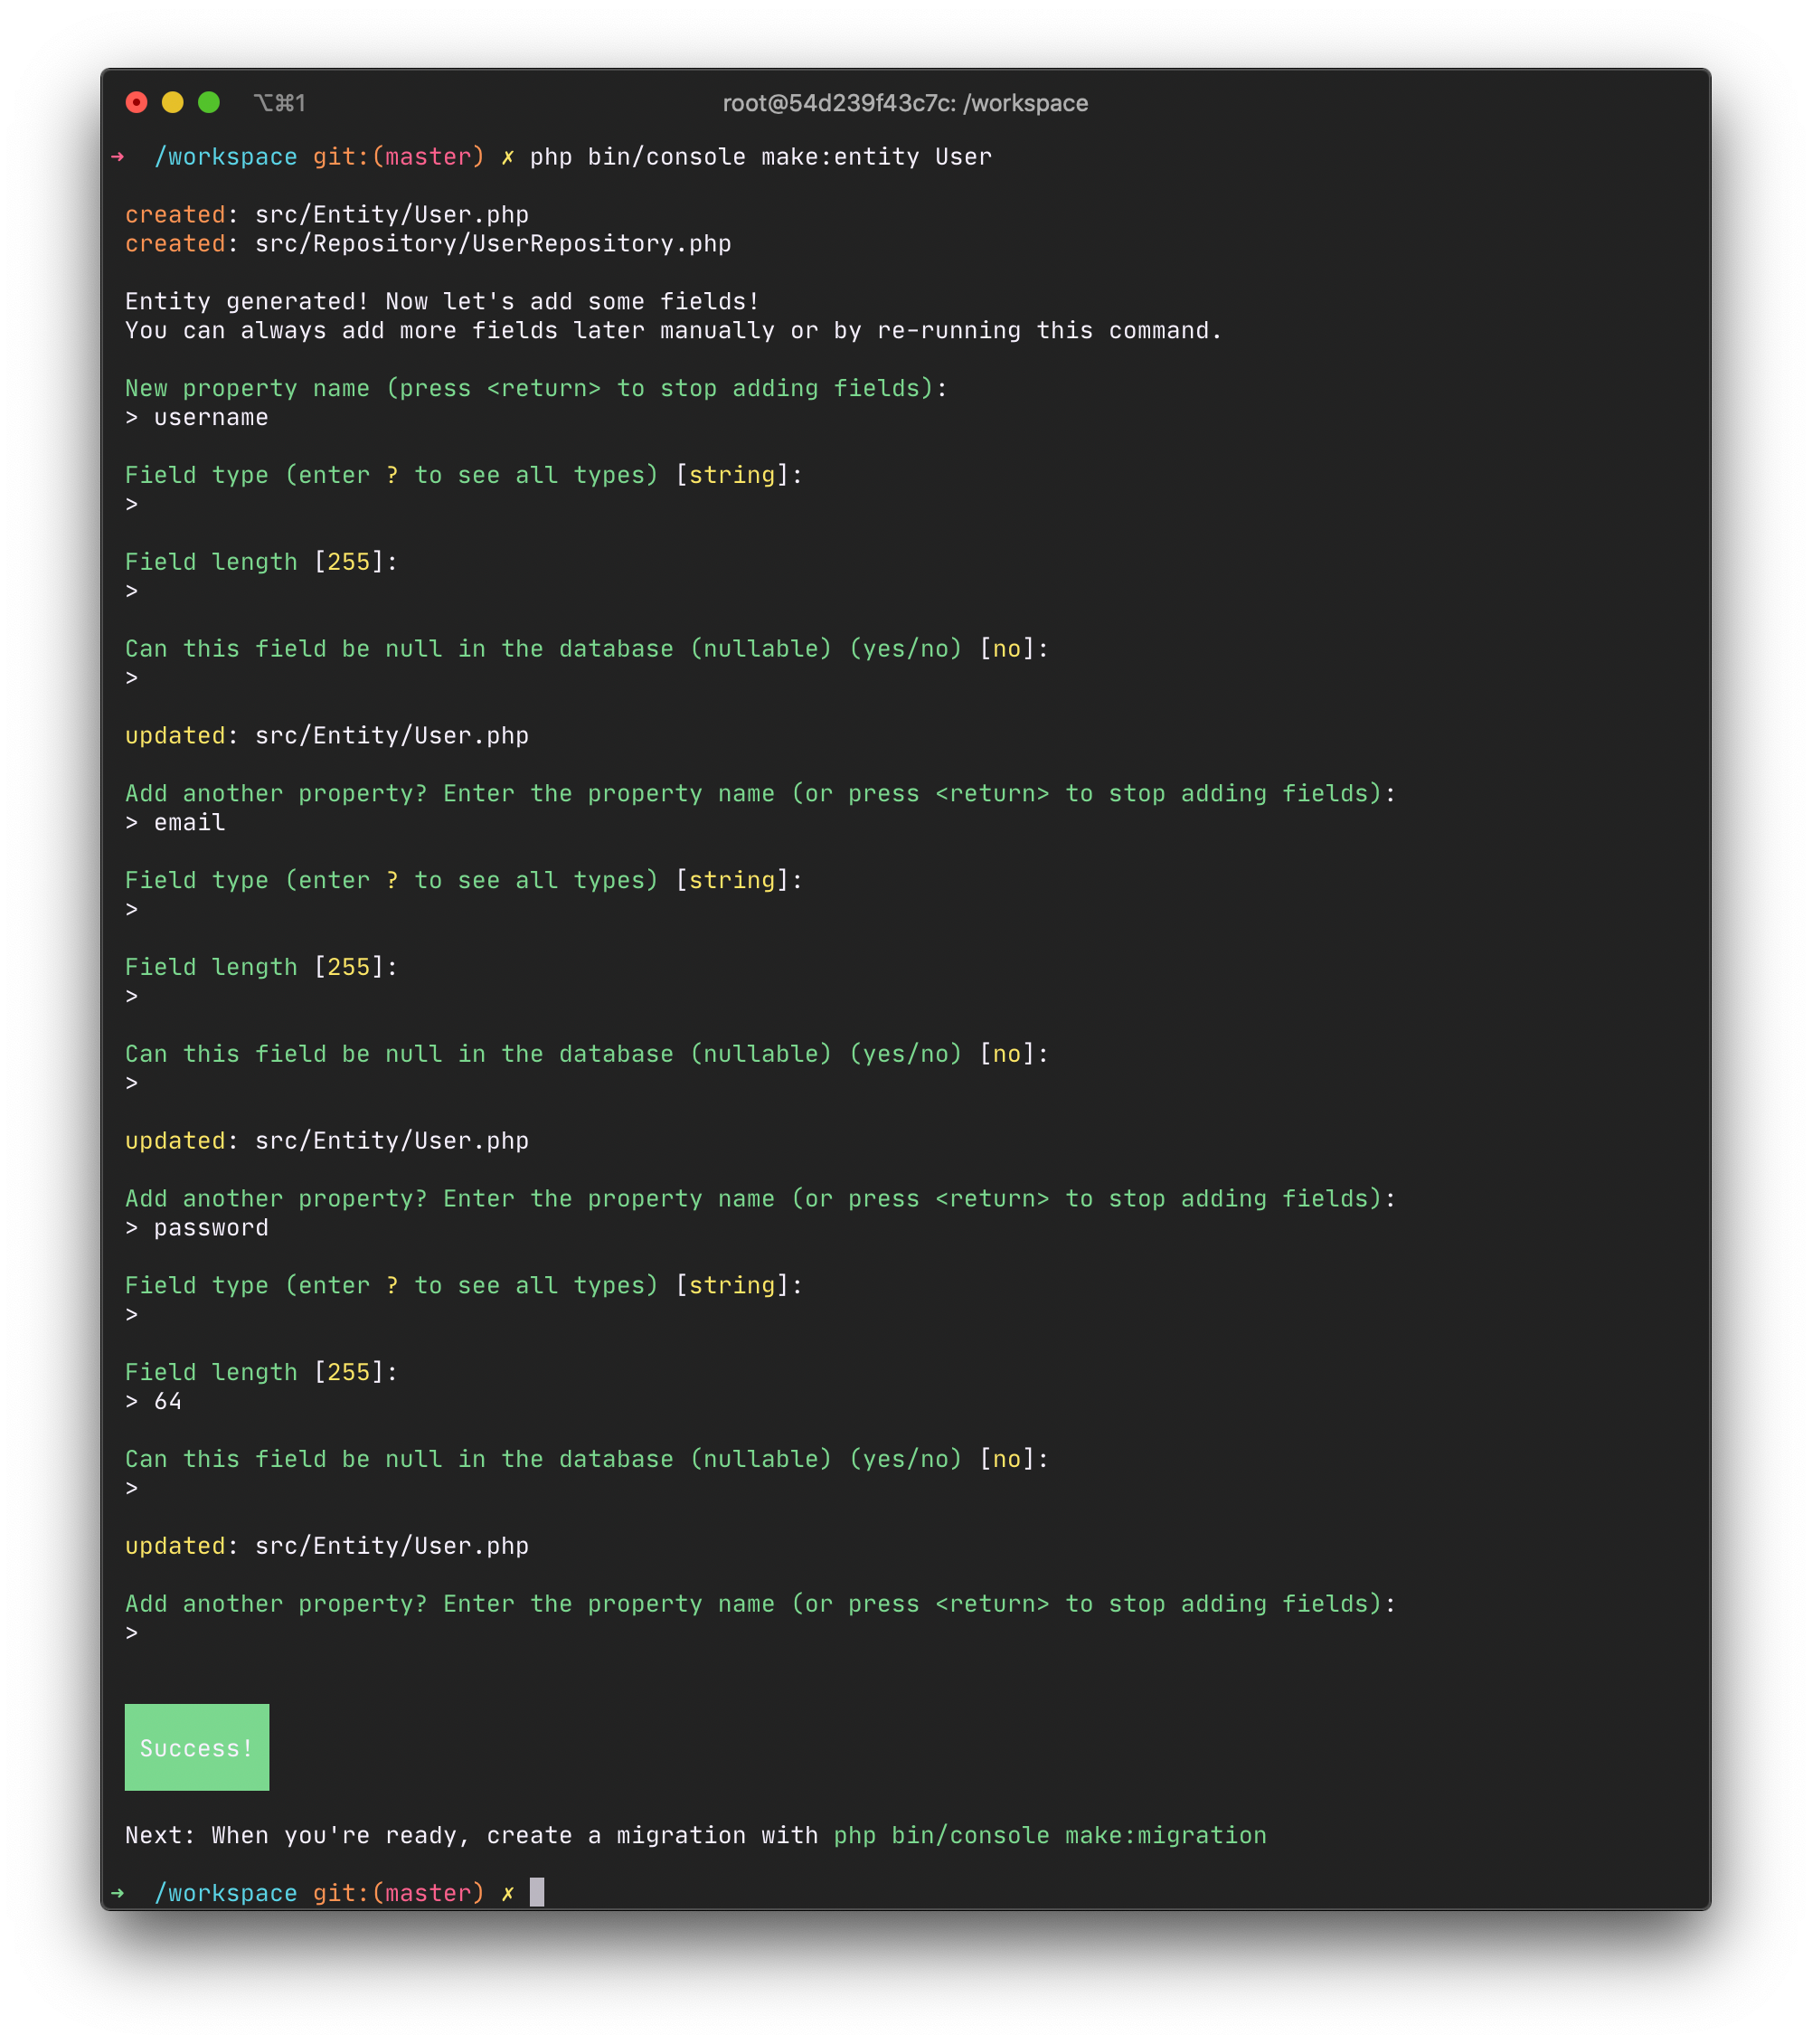 ⌥⌘1 root@54d239f43c7c: /workspace
➜ /workspace git:(master) ✗ php bin/console make:entity User
created: src/Entity/User.php
created: src/Repository/UserRepository.php
Entity generated! Now let's add some fields!
You can always add more fields later manually or by re-running this command.
New property name (press <return> to stop adding fields):
> username
Field type (enter ? to see all types) [string]:
>
Field length [255]:
>
Can this field be null in the database (nullable) (yes/no) [no]:
>
updated: src/Entity/User.php
Add another property? Enter the property name (or press <return> to stop adding fields):
> email
Field type (enter ? to see all types) [string]:
>
Field length [255]:
>
Can this field be null in the database (nullable) (yes/no) [no]:
>
updated: src/Entity/User.php
Add another property? Enter the property name (or press <return> to stop adding fields):
> password
Field type (enter ? to see all types) [string]:
>
Field length [255]:
> 64
Can this field be null in the database (nullable) (yes/no) [no]:
>
updated: src/Entity/User.php
Add another property? Enter the property name (or press <return> to stop adding fields):
>
Success!
Next: When you're ready, create a migration with php bin/console make:migration
➜ /workspace git:(master) ✗